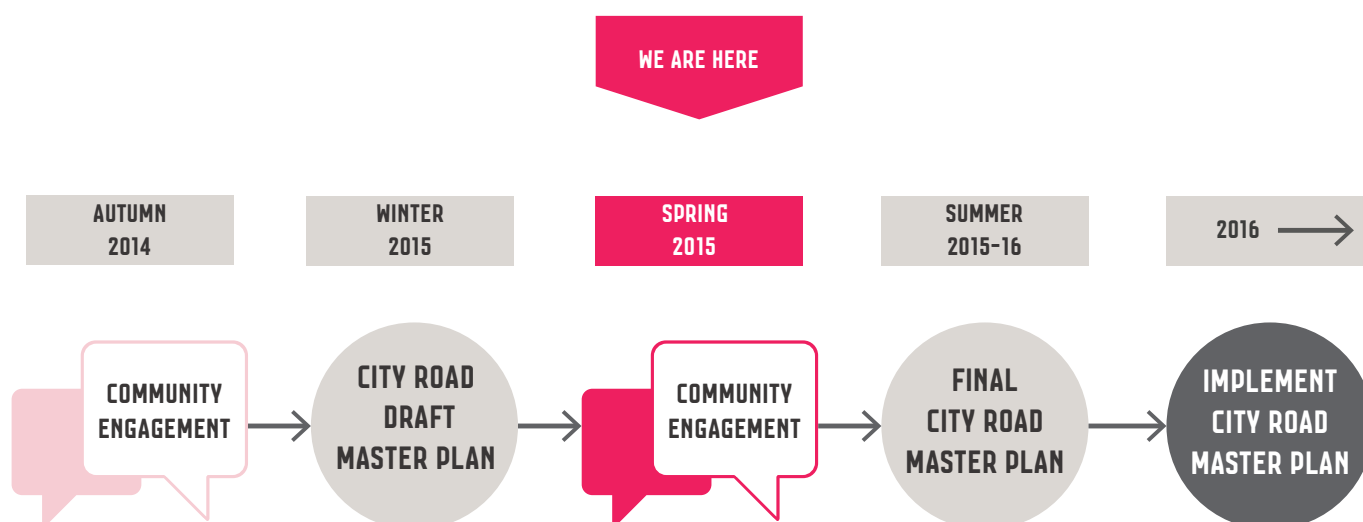 WE ARE HERE
AUTUMN
2014
WINTER
2015
SPRING
2015
SUMMER
2015-16
2016
COMMUNITY
ENGAGEMENT
CITY ROAD
DRAFT
MASTER PLAN
COMMUNITY
ENGAGEMENT
FINAL
CITY ROAD
MASTER PLAN
IMPLEMENT
CITY ROAD
MASTER PLAN